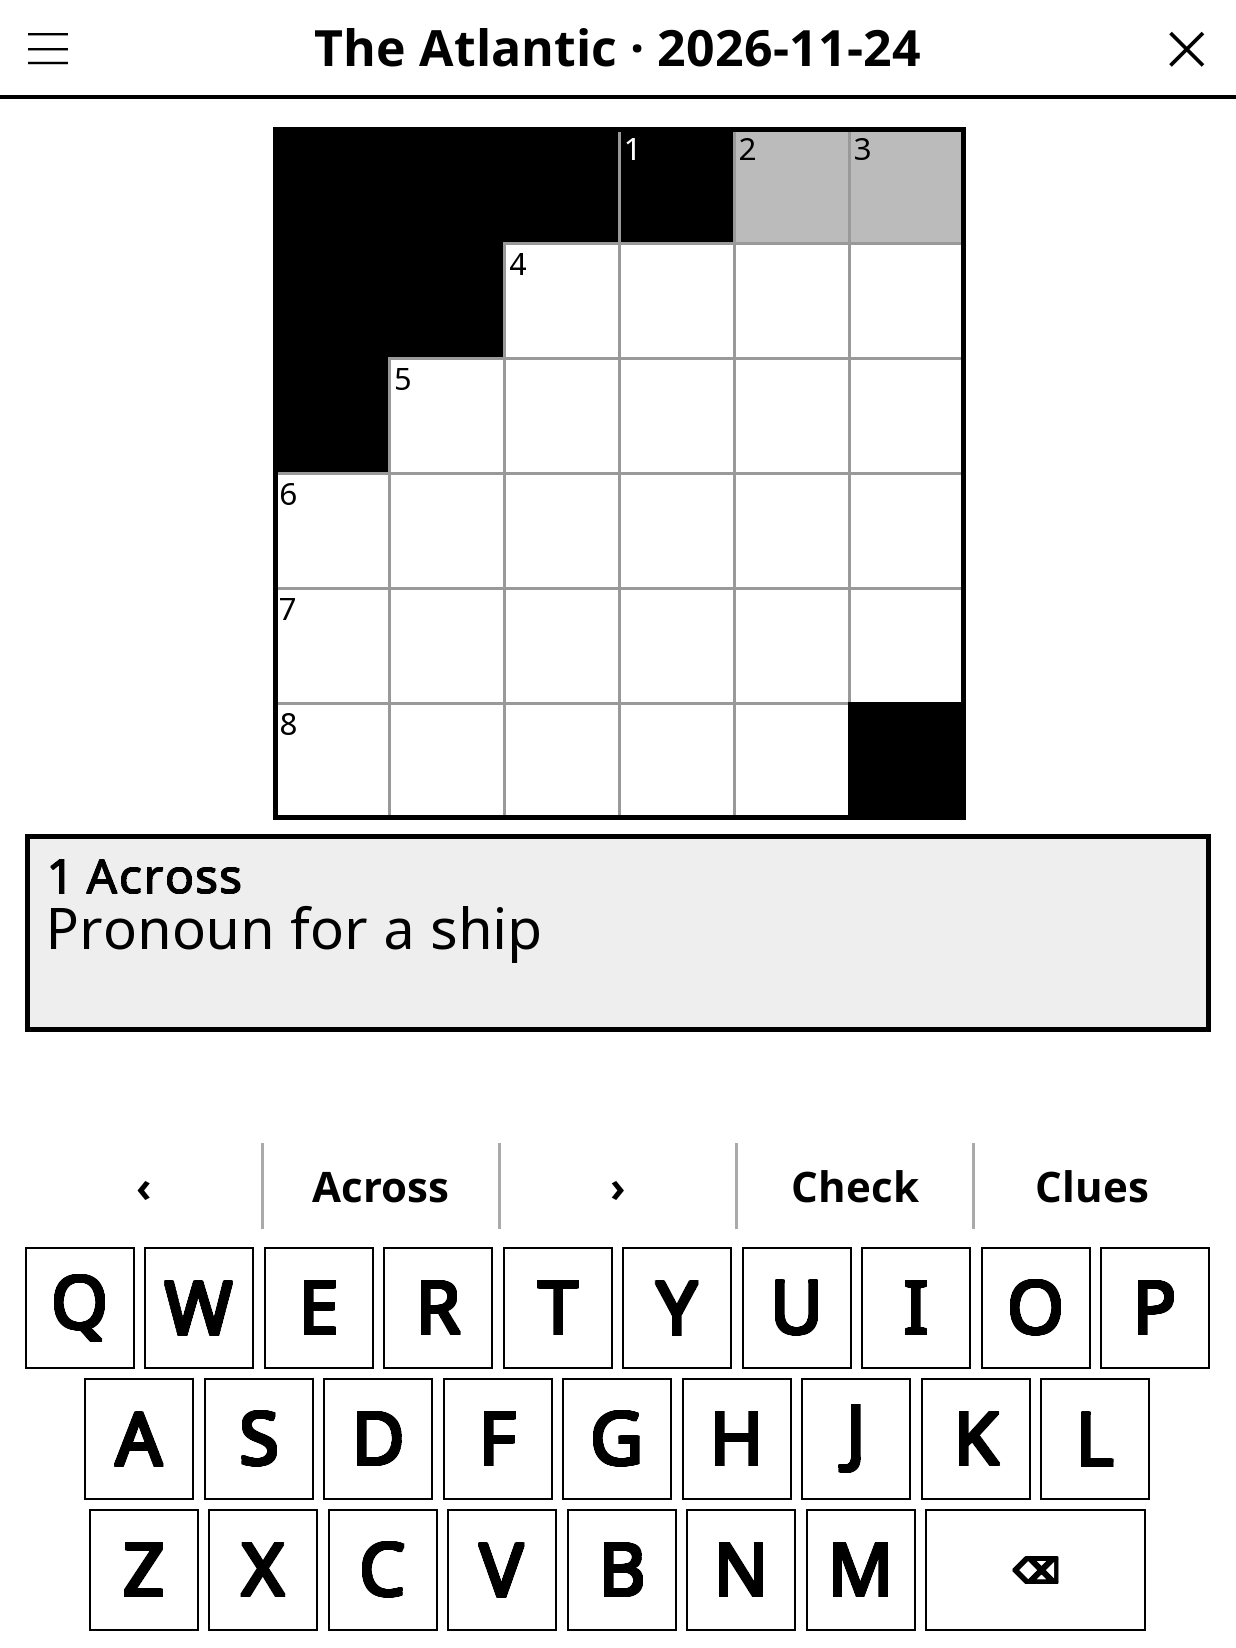 The Atlantic · 2026-11-24
1 2 3
4
5
6
7
8
1 Across
Pronoun for a ship
‹ Across › Check Clues
Q W E R T Y U I O P
A S D F G H J K L
Z X C V B N M ⌫